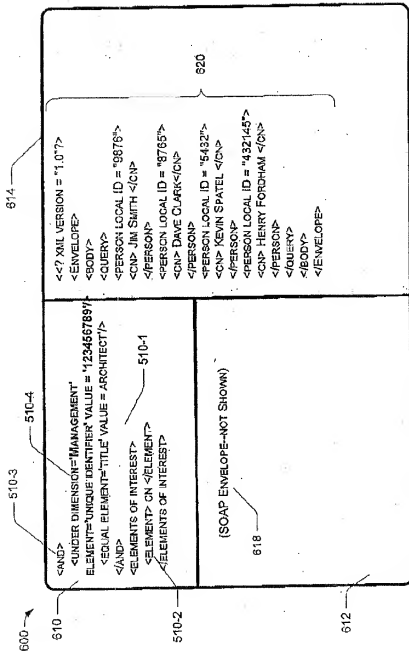 600
510-3
510-4
614
<AND>
<UNDER DIMENSION='MANAGEMENT'
ELEMENT='UNIQUE IDENTIFIER' VALUE = '123456789'/>
<EQUAL ELEMENT='TITLE' VALUE = ARCHITECT'/>
</AND>
<ELEMENTS OF INTEREST>
<ELEMENT> CN </ELEMENT>
</ELEMENTS OF INTEREST>
510-1
510-2
610
<<? XML VERSION = "1.0"?>
<ENVELOPE>
<BODY>
<QUERY>
<PERSON LOCAL ID = "9876">
<CN> JIM SMITH </CN>
</PERSON>
<PERSON LOCAL ID = "8765">
<CN> DAVE CLARK</CN>
</PERSON>
<PERSON LOCAL ID = "5432">
<CN> KEVIN SPATEL </CN>
</PERSON>
<PERSON LOCAL ID = "432145">
<CN> HENRY FORDHAM </CN>
</PERSON>
</QUERY>
</BODY>
</ENVELOPE>
620
(SOAP ENVELOPE--NOT SHOWN)
618
612